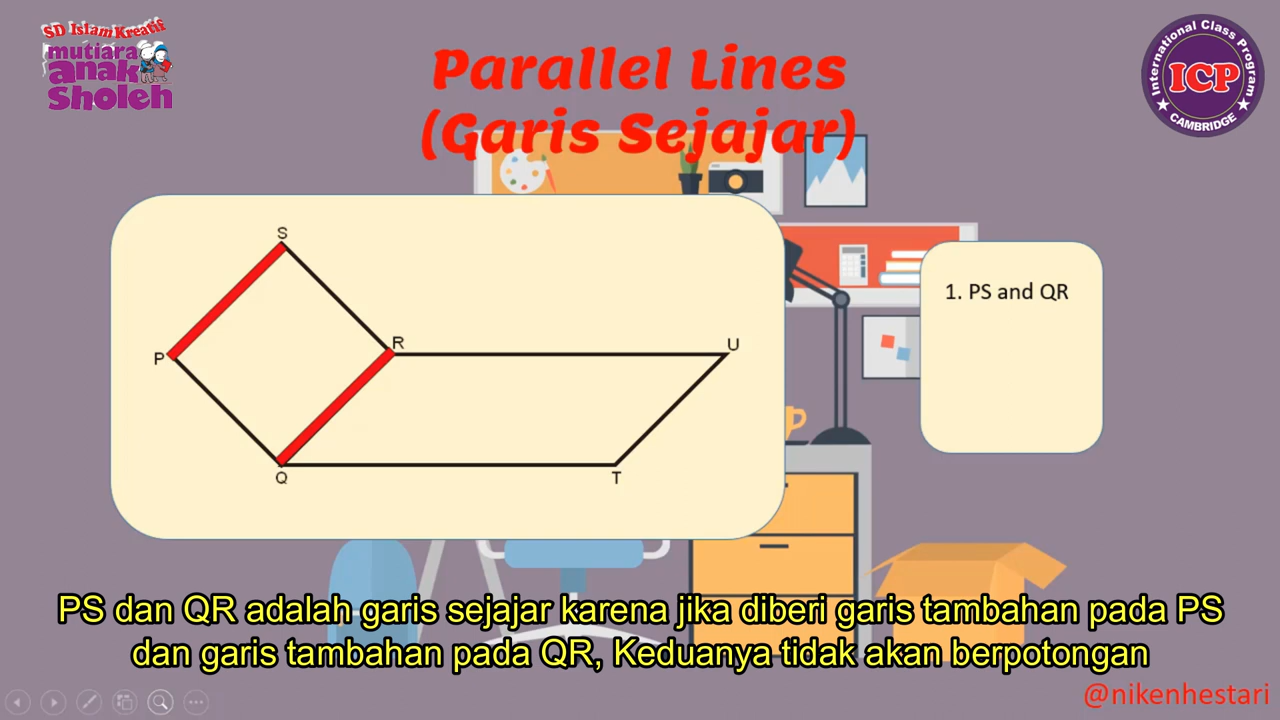 SD Islam Kreatif
mutiara
anak
Sholeh
Parallel Lines
(Garis Sejajar)
International Class Program
ICP
CAMBRIDGE
S
P
R
U
Q
T
1. PS and QR
PS dan QR adalah garis sejajar karena jika diberi garis tambahan pada PS
dan garis tambahan pada QR, Keduanya tidak akan berpotongan
@nikenhestari